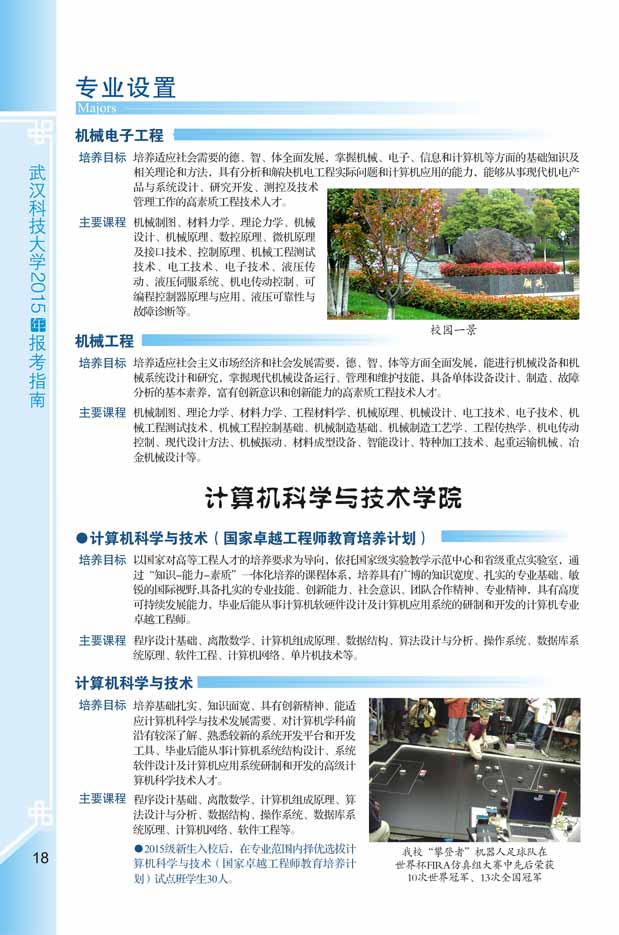 专业设置
Majors
机械电子工程
培养目标 培养适应社会需要的德、智、体全面发展，掌握机械、电子、信息和计算机等方面的基础知识及
相关理论和方法，具有分析和解决机电工程实际问题和计算机应用的能力，能够从事现代机电产
品与系统设计、研究开发、测控及技术
管理工作的高素质工程技术人才。
主要课程 机械制图、材料力学、理论力学、机械
设计、机械原理、数控原理、微机原理
及接口技术、控制原理、机械工程测试
技术、电工技术、电子技术、液压传
动、液压伺服系统、机电传动控制、可
编程控制器原理与应用、液压可靠性与
故障诊断等。
校园一景
机械工程
培养目标 培养适应社会主义市场经济和社会发展需要，德、智、体等方面全面发展，能进行机械设备和机
械系统设计和研究，掌握现代机械设备运行、管理和维护技能，具备单体设备设计、制造、故障
分析的基本素养，富有创新意识和创新能力的高素质工程技术人才。
主要课程 机械制图、理论力学、材料力学、工程材料学、机械原理、机械设计、电工技术、电子技术、机
械工程测试技术、机械工程控制基础、机械制造基础、机械制造工艺学、工程传热学、机电传动
控制、现代设计方法、机械振动、材料成型设备、智能设计、特种加工技术、起重运输机械、冶
金机械设计等。
计算机科学与技术学院
●计算机科学与技术（国家卓越工程师教育培养计划）
培养目标 以国家对高等工程人才的培养要求为导向，依托国家级实验教学示范中心和省级重点实验室，通
过“知识-能力-素质”一体化培养的课程体系，培养具有广博的知识宽度、扎实的专业基础、敏
锐的国际视野,具备扎实的专业技能、创新能力、社会意识、团队合作精神、专业精神，具有高度
可持续发展能力，毕业后能从事计算机软硬件设计及计算机应用系统的研制和开发的计算机专业
卓越工程师。
主要课程 程序设计基础、离散数学、计算机组成原理、数据结构、算法设计与分析、操作系统、数据库系
统原理、软件工程、计算机网络、单片机技术等。
计算机科学与技术
培养目标 培养基础扎实、知识面宽、具有创新精神、能适
应计算机科学与技术发展需要、对计算机学科前
沿有较深了解、熟悉较新的系统开发平台和开发
工具、毕业后能从事计算机系统结构设计、系统
软件设计及计算机应用系统研制和开发的高级计
算机科学技术人才。
主要课程 程序设计基础、离散数学、计算机组成原理、算
法设计与分析、数据结构、操作系统、数据库系
统原理、计算机网络、软件工程等。
●2015级新生入校后，在专业范围内择优选拔计
算机科学与技术（国家卓越工程师教育培养计
划）试点班学生30人。
我校“攀登者”机器人足球队在
世界杯FIRA仿真组大赛中先后荣获
10次世界冠军、13次全国冠军
武汉科技大学2015年报考指南
18